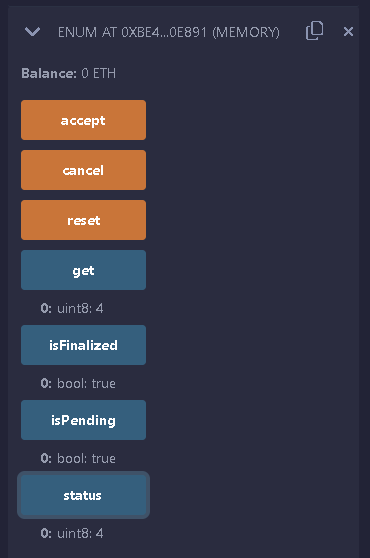 ENUM AT 0XBE4...0E891 (MEMORY)
Balance: 0 ETH
accept
cancel
reset
get
0: uint8: 4
isFinalized
0: bool: true
isPending
0: bool: true
status
0: uint8: 4